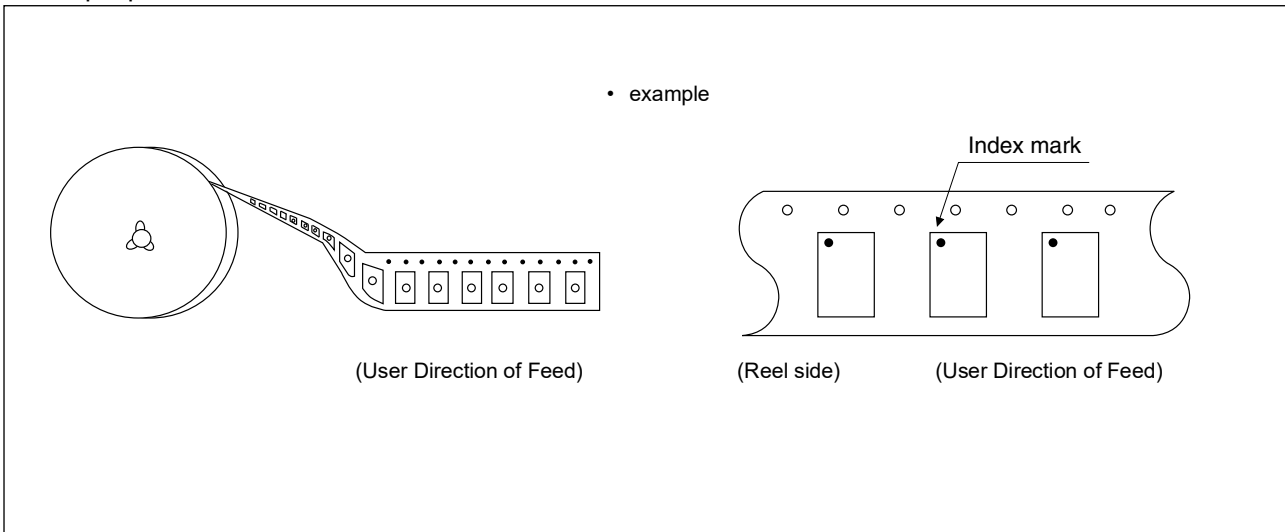 • example
Index mark
(User Direction of Feed)
(Reel side)
(User Direction of Feed)